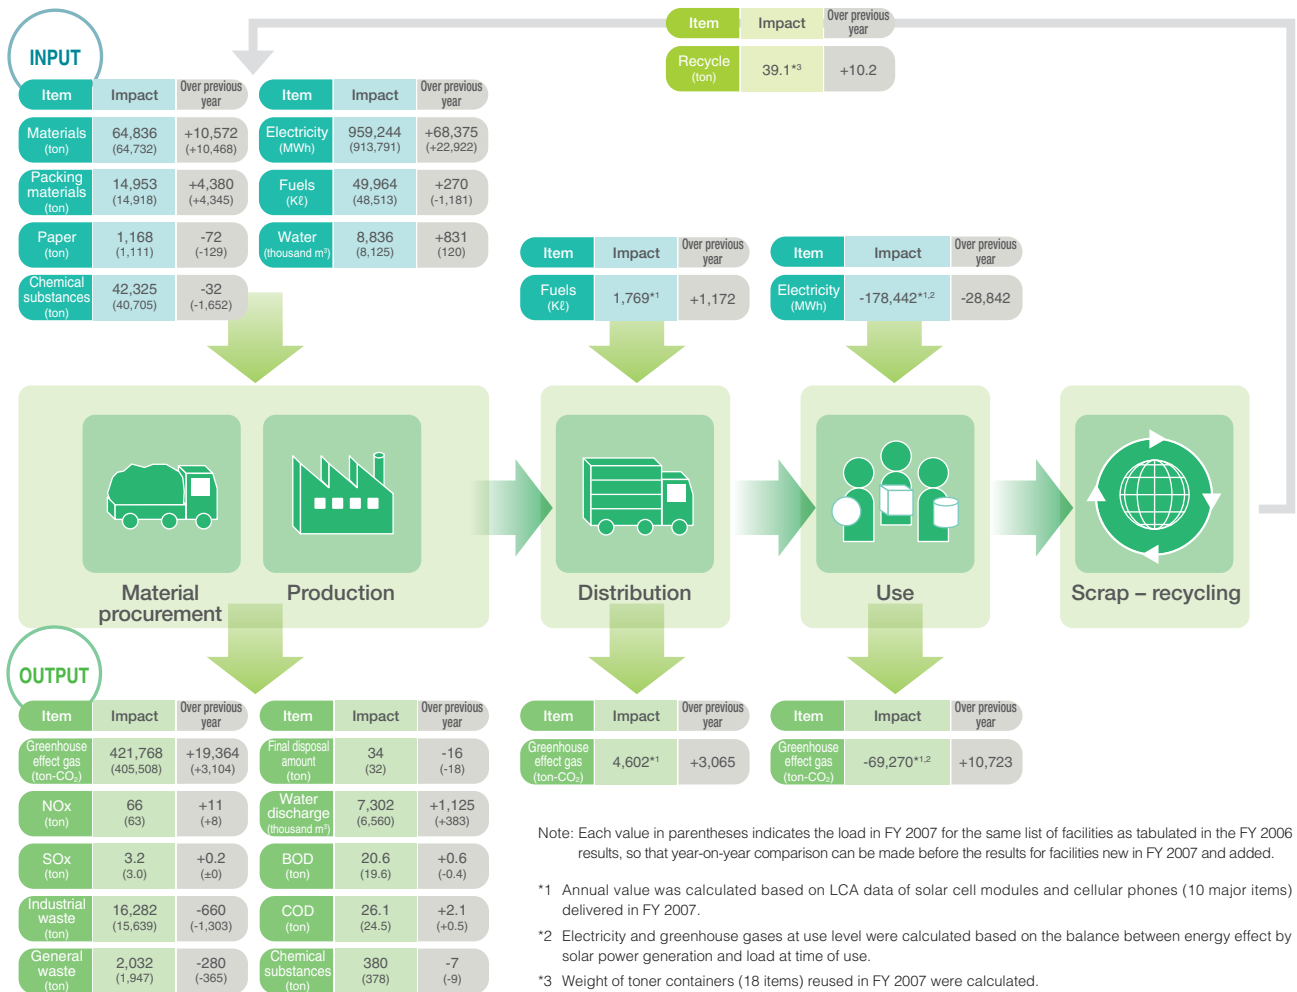 Item Impact Over previous
year
Recycle
(ton) 39.1*3 +10.2
INPUT
Item Impact Over previous
year
Materials
(ton) 64,836
(64,732) +10,572
(+10,468)
Packing
materials
(ton) 14,953
(14,918) +4,380
(+4,345)
Paper
(ton) 1,168
(1,111) -72
(-129)
Chemical
substances
(ton) 42,325
(40,705) -32
(-1,652)
Item Impact Over previous
year
Electricity
(MWh) 959,244
(913,791) +68,375
(+22,922)
Fuels
(Kℓ) 49,964
(48,513) +270
(-1,181)
Water
(thousand m³) 8,836
(8,125) +831
(120)
Item Impact Over previous
year
Fuels
(Kℓ) 1,769*1 +1,172
Item Impact Over previous
year
Electricity
(MWh) -178,442*1,2 -28,842
Material
procurement
Production
Distribution
Use
Scrap – recycling
OUTPUT
Item Impact Over previous
year
Greenhouse
effect gas
(ton-CO₂) 421,768
(405,508) +19,364
(+3,104)
NOx
(ton) 66
(63) +11
(+8)
SOx
(ton) 3.2
(3.0) +0.2
(±0)
Industrial
waste
(ton) 16,282
(15,639) -660
(-1,303)
General
waste
(ton) 2,032
(1,947) -280
(-365)
Item Impact Over previous
year
Final disposal
amount
(ton) 34
(32) -16
(-18)
Water
discharge
(thousand m³) 7,302
(6,560) +1,125
(+383)
BOD
(ton) 20.6
(19.6) +0.6
(-0.4)
COD
(ton) 26.1
(24.5) +2.1
(+0.5)
Chemical
substances
(ton) 380
(378) -7
(-9)
Item Impact Over previous
year
Greenhouse
effect gas
(ton-CO₂) 4,602*1 +3,065
Item Impact Over previous
year
Greenhouse
effect gas
(ton-CO₂) -69,270*1,2 +10,723
Note: Each value in parentheses indicates the load in FY 2007 for the same list of facilities as tabulated in the FY 2006
results, so that year-on-year comparison can be made before the results for facilities new in FY 2007 and added.
*1 Annual value was calculated based on LCA data of solar cell modules and cellular phones (10 major items)
delivered in FY 2007.
*2 Electricity and greenhouse gases at use level were calculated based on the balance between energy effect by
solar power generation and load at time of use.
*3 Weight of toner containers (18 items) reused in FY 2007 were calculated.